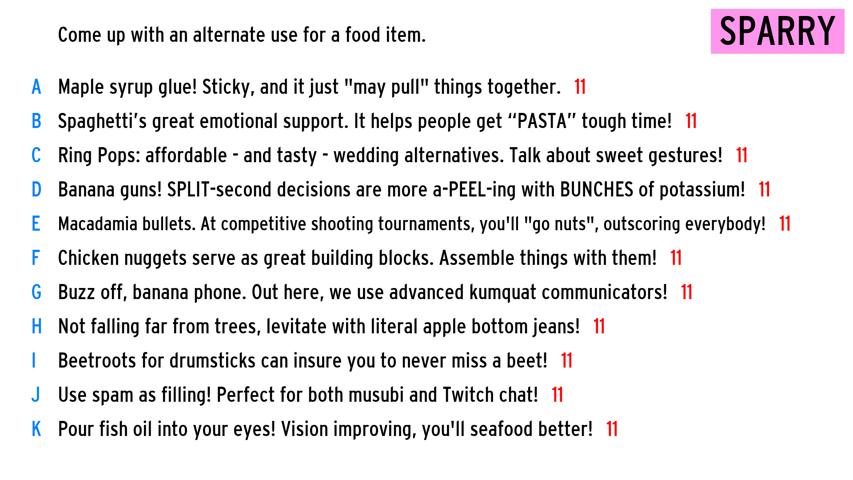 Come up with an alternate use for a food item.
SPARRY
A Maple syrup glue! Sticky, and it just "may pull" things together. 11
B Spaghetti’s great emotional support. It helps people get “PASTA” tough time! 11
C Ring Pops: affordable - and tasty - wedding alternatives. Talk about sweet gestures! 11
D Banana guns! SPLIT-second decisions are more a-PEEL-ing with BUNCHES of potassium! 11
E Macadamia bullets. At competitive shooting tournaments, you'll "go nuts", outscoring everybody! 11
F Chicken nuggets serve as great building blocks. Assemble things with them! 11
G Buzz off, banana phone. Out here, we use advanced kumquat communicators! 11
H Not falling far from trees, levitate with literal apple bottom jeans! 11
I Beetroots for drumsticks can insure you to never miss a beet! 11
J Use spam as filling! Perfect for both musubi and Twitch chat! 11
K Pour fish oil into your eyes! Vision improving, you'll seafood better! 11